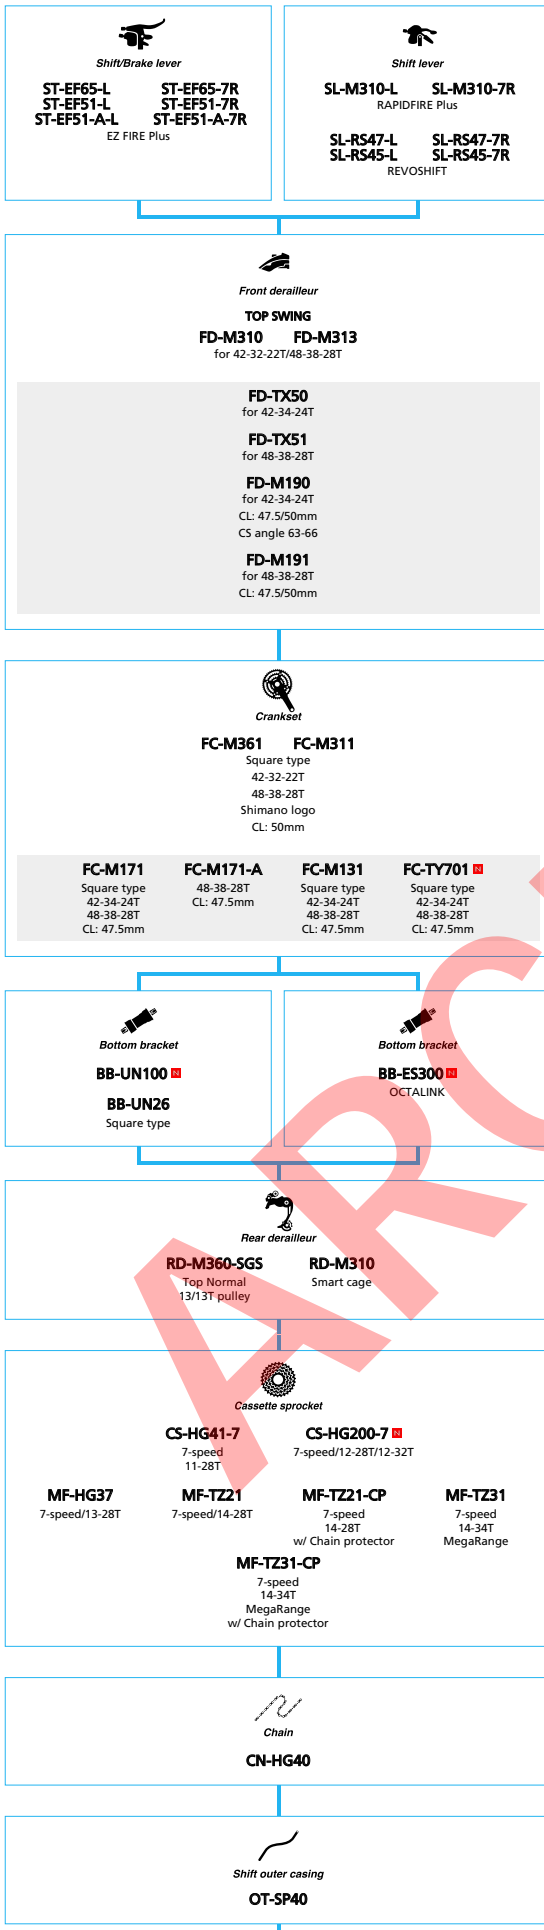 Shift/Brake lever
ST-EF65-L ST-EF65-7R
ST-EF51-L ST-EF51-7R
ST-EF51-A-L ST-EF51-A-7R
EZ FIRE Plus
Shift lever
SL-M310-L SL-M310-7R
RAPIDFIRE Plus
SL-RS47-L SL-RS47-7R
SL-RS45-L SL-RS45-7R
REVOSHIFT
Front derailleur
TOP SWING
FD-M310 FD-M313
for 42-32-22T/48-38-28T
FD-TX50
for 42-34-24T
FD-TX51
for 48-38-28T
FD-M190
for 42-34-24T
CL: 47.5/50mm
CS angle 63-66
FD-M191
for 48-38-28T
CL: 47.5/50mm
Crankset
FC-M361 FC-M311
Square type
42-32-22T
48-38-28T
Shimano logo
CL: 50mm
FC-M171
Square type
42-34-24T
48-38-28T
CL: 47.5mm
FC-M171-A
48-38-28T
CL: 47.5mm
FC-M131
Square type
42-34-24T
48-38-28T
CL: 47.5mm
FC-TY701 N
Square type
42-34-24T
48-38-28T
CL: 47.5mm
Bottom bracket
BB-UN100 N
BB-UN26
Square type
Bottom bracket
BB-ES300 N
OCTALINK
Rear derailleur
RD-M360-SGS
Top Normal
13/13T pulley
RD-M310
Smart cage
Cassette sprocket
CS-HG41-7
7-speed
11-28T
CS-HG200-7 N
7-speed/12-28T/12-32T
MF-HG37
7-speed/13-28T
MF-TZ21
7-speed/14-28T
MF-TZ21-CP
7-speed
14-28T
w/ Chain protector
MF-TZ31
7-speed
14-34T
MegaRange
MF-TZ31-CP
7-speed
14-34T
MegaRange
w/ Chain protector
Chain
CN-HG40
Shift outer casing
OT-SP40
ARC